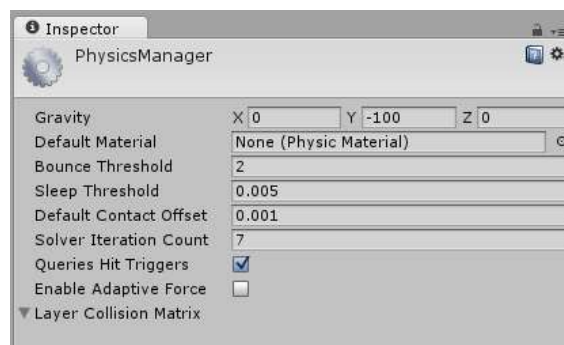 Inspector
PhysicsManager
Gravity X 0 Y -100 Z 0
Default Material None (Physic Material)
Bounce Threshold 2
Sleep Threshold 0.005
Default Contact Offset 0.001
Solver Iteration Count 7
Queries Hit Triggers
Enable Adaptive Force
Layer Collision Matrix